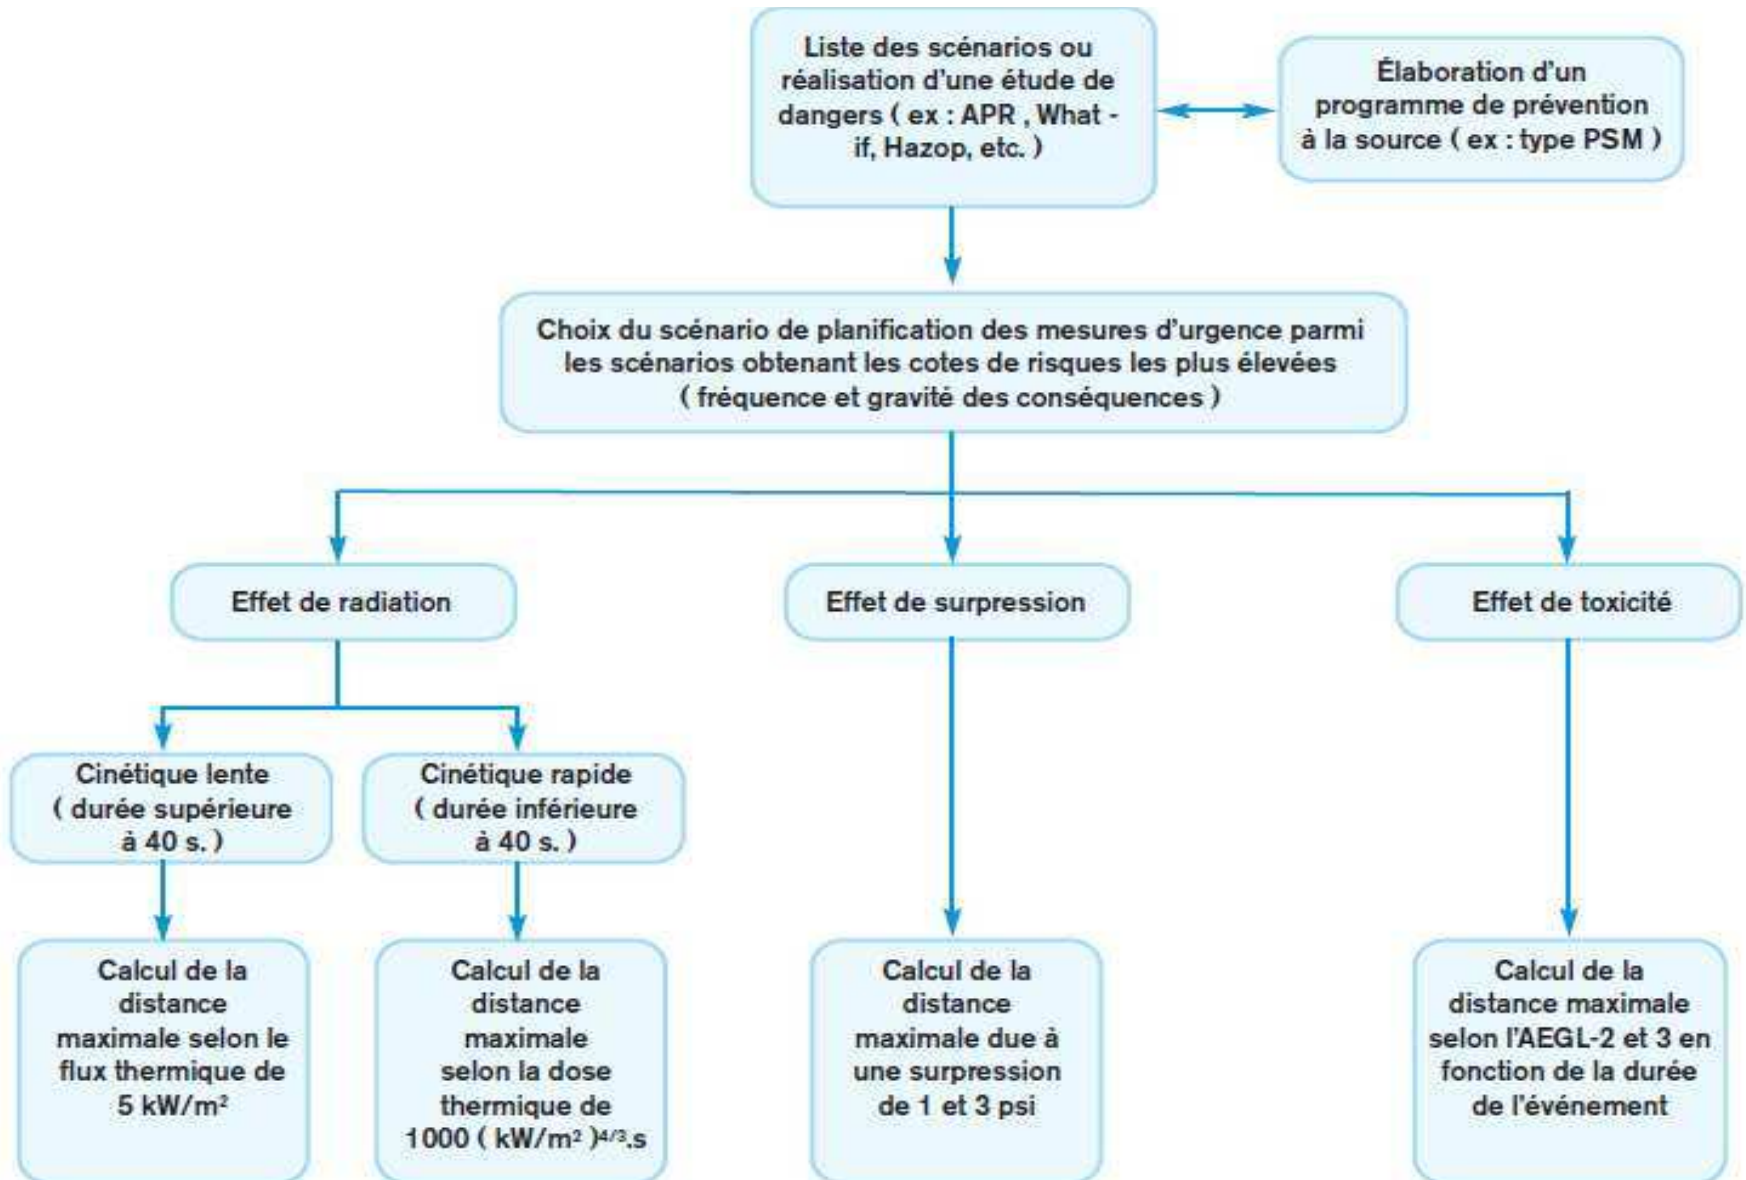 Liste des scénarios ou
réalisation d'une étude de
dangers ( ex : APR , What -
if, Hazop, etc. )
Élaboration d'un
programme de prévention
à la source ( ex : type PSM )
Choix du scénario de planification des mesures d'urgence parmi
les scénarios obtenant les cotes de risques les plus élevées
( fréquence et gravité des conséquences )
Effet de radiation
Effet de surpression
Effet de toxicité
Cinétique lente
( durée supérieure
à 40 s. )
Cinétique rapide
( durée inférieure
à 40 s. )
Calcul de la
distance
maximale selon le
flux thermique de
5 kW/m²
Calcul de la
distance
maximale
selon la dose
thermique de
1000 ( kW/m² )⁴/³.s
Calcul de la
distance
maximale due à
une surpression
de 1 et 3 psi
Calcul de la
distance maximale
selon l'AEGL-2 et 3 en
fonction de la durée
de l'événement